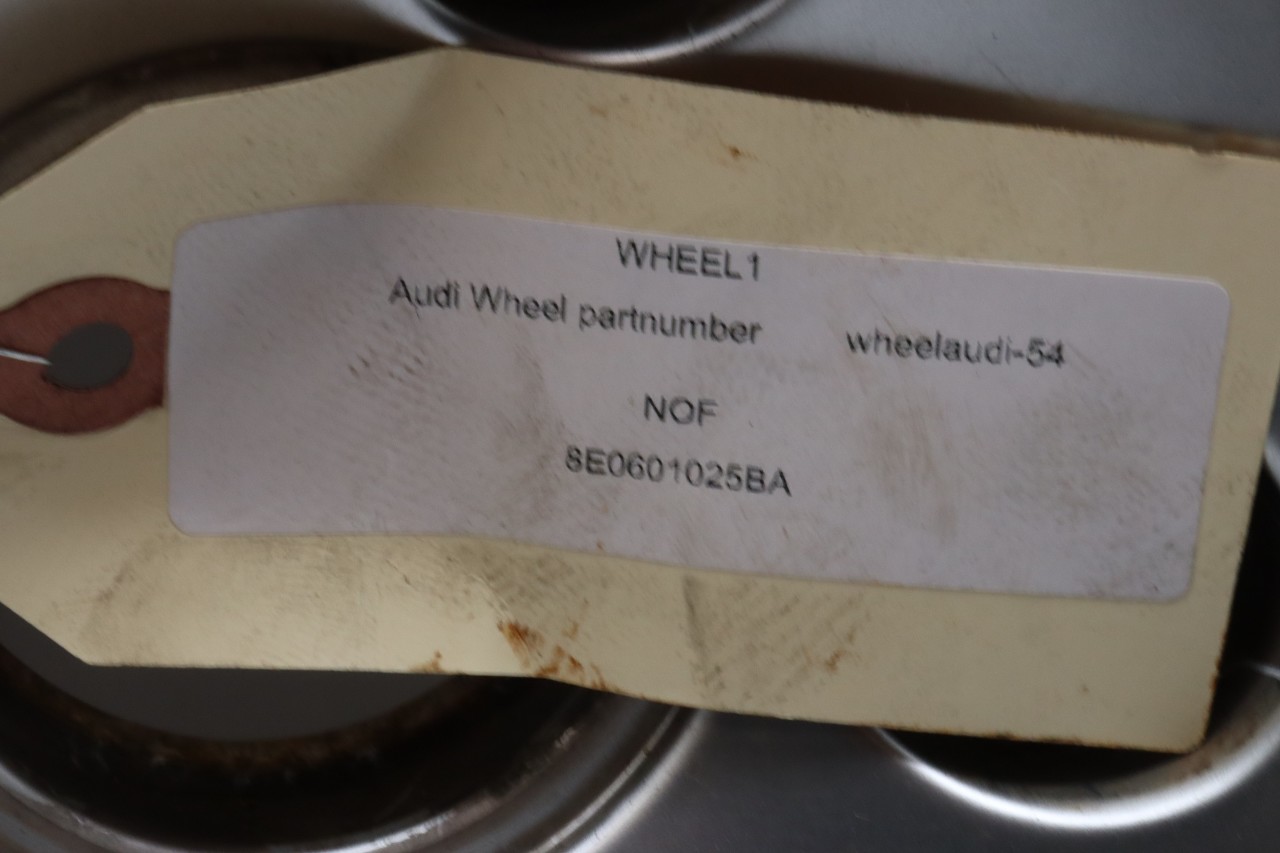 WHEEL1
Audi Wheel partnumber wheelaudi-54
NOF
8E0601025BA